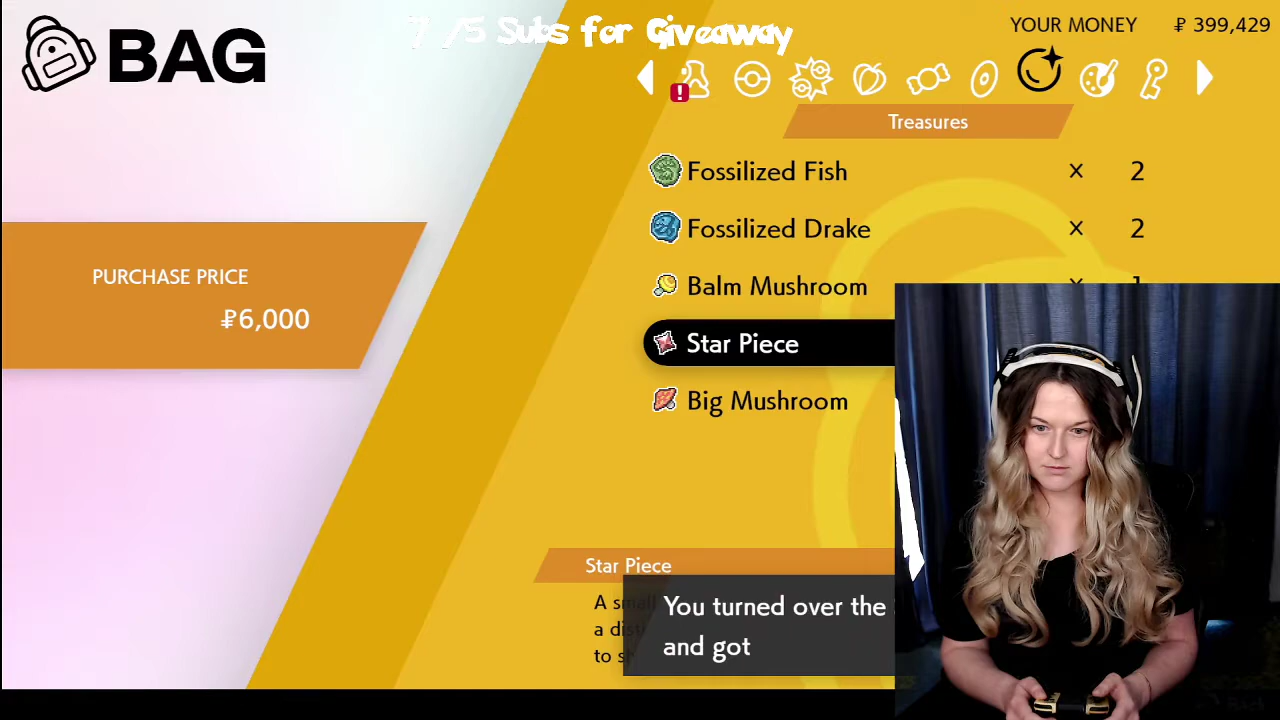 BAG
7 /5 Subs for Giveaway
YOUR MONEY ₽ 399,429
Treasures
Fossilized Fish × 2
Fossilized Drake × 2
Balm Mushroom
Star Piece
Big Mushroom
PURCHASE PRICE
₽6,000
Star Piece
A
a
to
You turned over the
and got